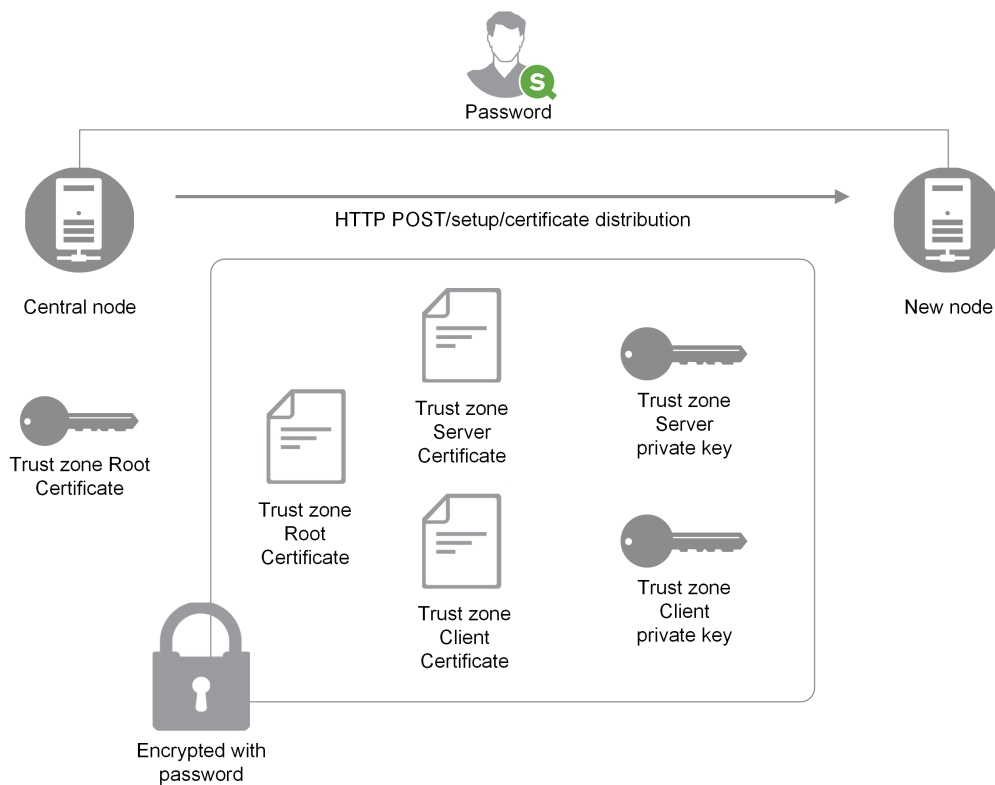 S
Password
HTTP POST/setup/certificate distribution
Central node
New node
Trust zone Root
Certificate
Trust zone
Root
Certificate
Trust zone
Server
Certificate
Trust zone
Server
private key
Trust zone
Client
Certificate
Trust zone
Client
private key
Encrypted with
password